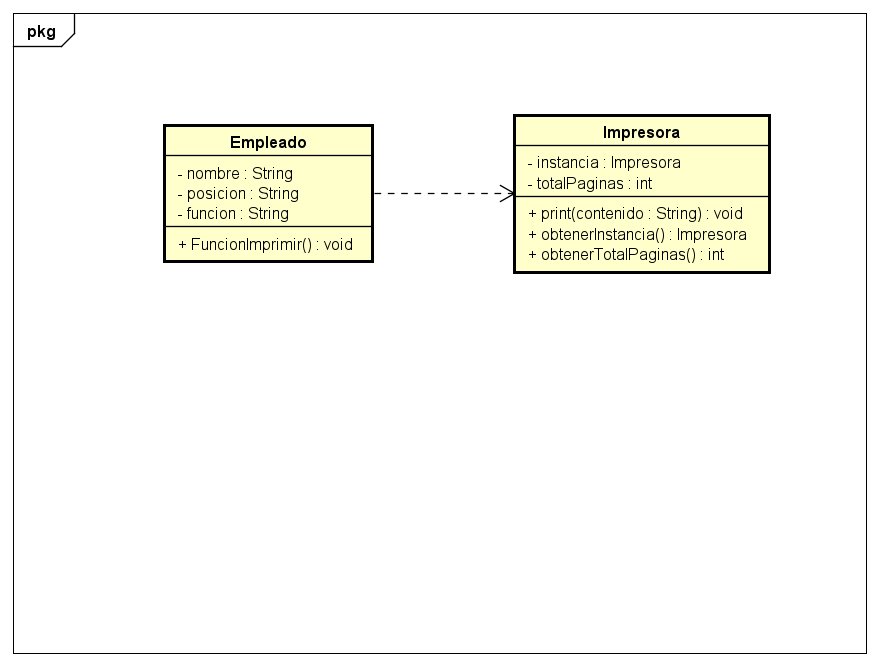 pkg
Empleado
- nombre : String
- posicion : String
- funcion : String
+ FuncionImprimir() : void
Impresora
- instancia : Impresora
- totalPaginas : int
+ print(contenido : String) : void
+ obtenerInstancia() : Impresora
+ obtenerTotalPaginas() : int